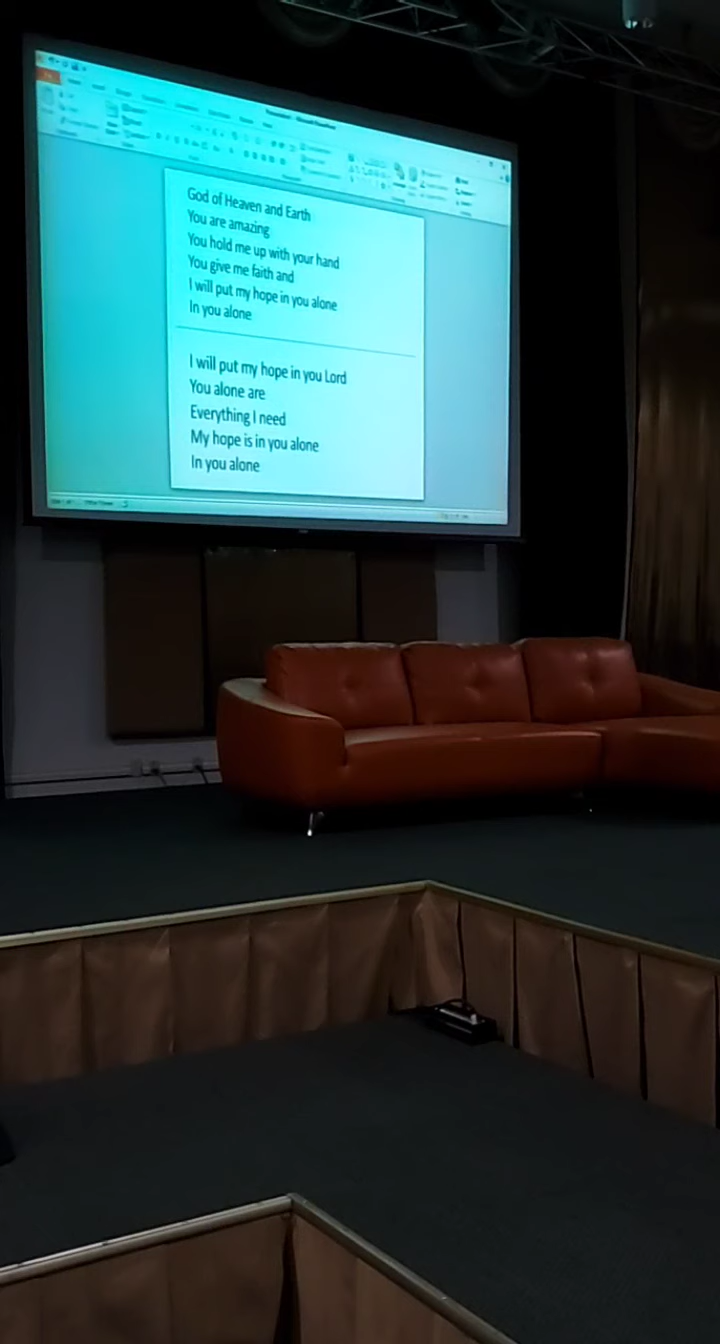 God of Heaven and Earth
You are amazing
You hold me up with your hand
You give me faith and
I will put my hope in you alone
In you alone
I will put my hope in you Lord
You alone are
Everything I need
My hope is in you alone
In you alone